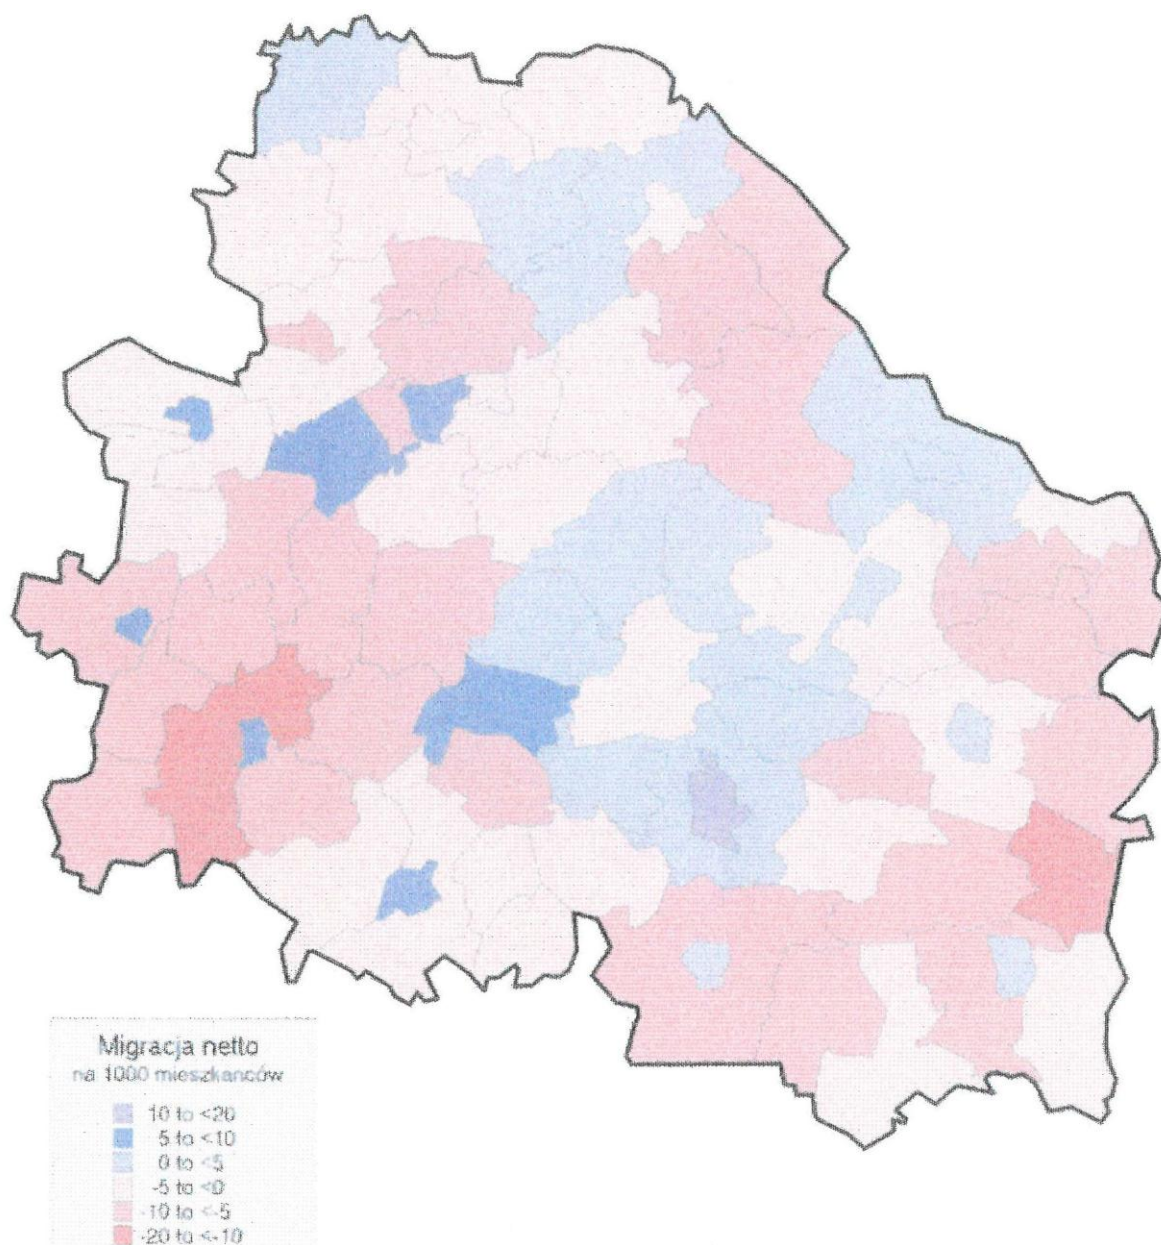 Migracja netto
na 1000 mieszkanców
10 to <20
5 to <10
0 to <5
-5 to <0
-10 to <-5
-20 to <-10